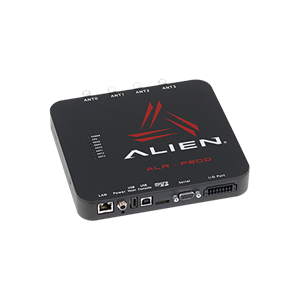 ANT0 ANT1 ANT2 ANT3
ALIEN
ALR-F800
LAN Power USB Host USB Console Serial I/O Port